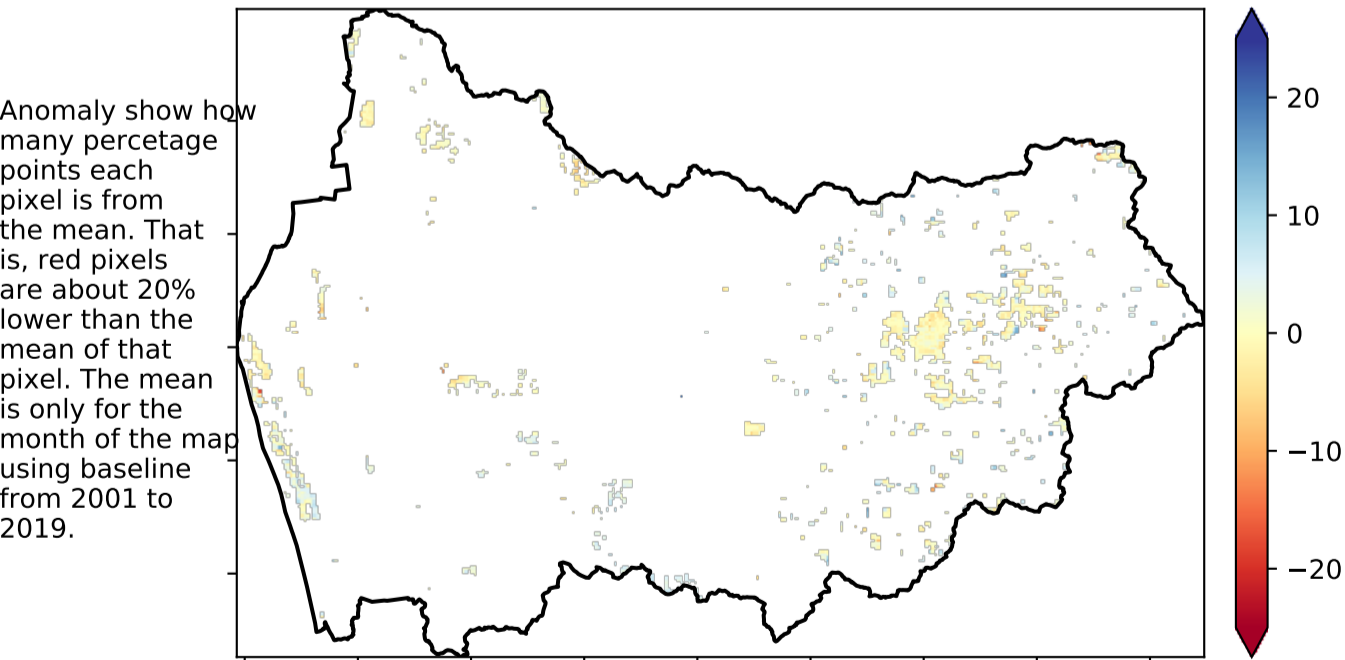 Anomaly show how
many percetage
points each
pixel is from
the mean. That
is, red pixels
are about 20%
lower than the
mean of that
pixel. The mean
is only for the
month of the map
using baseline
from 2001 to
2019.
20
10
0
−10
−20